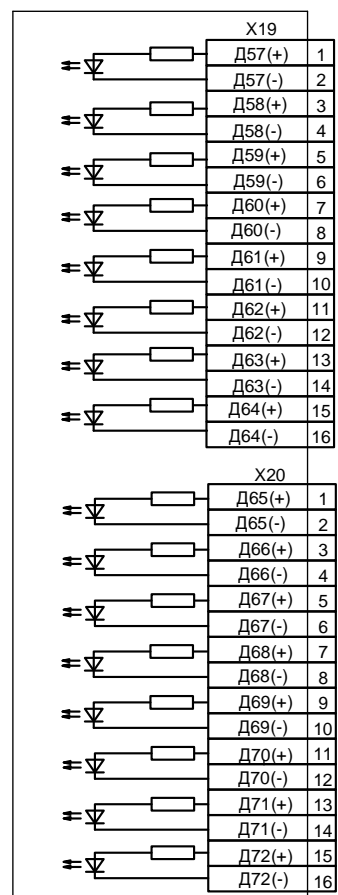 X19
Д57(+) 1
Д57(-) 2
Д58(+) 3
Д58(-) 4
Д59(+) 5
Д59(-) 6
Д60(+) 7
Д60(-) 8
Д61(+) 9
Д61(-) 10
Д62(+) 11
Д62(-) 12
Д63(+) 13
Д63(-) 14
Д64(+) 15
Д64(-) 16
X20
Д65(+) 1
Д65(-) 2
Д66(+) 3
Д66(-) 4
Д67(+) 5
Д67(-) 6
Д68(+) 7
Д68(-) 8
Д69(+) 9
Д69(-) 10
Д70(+) 11
Д70(-) 12
Д71(+) 13
Д71(-) 14
Д72(+) 15
Д72(-) 16